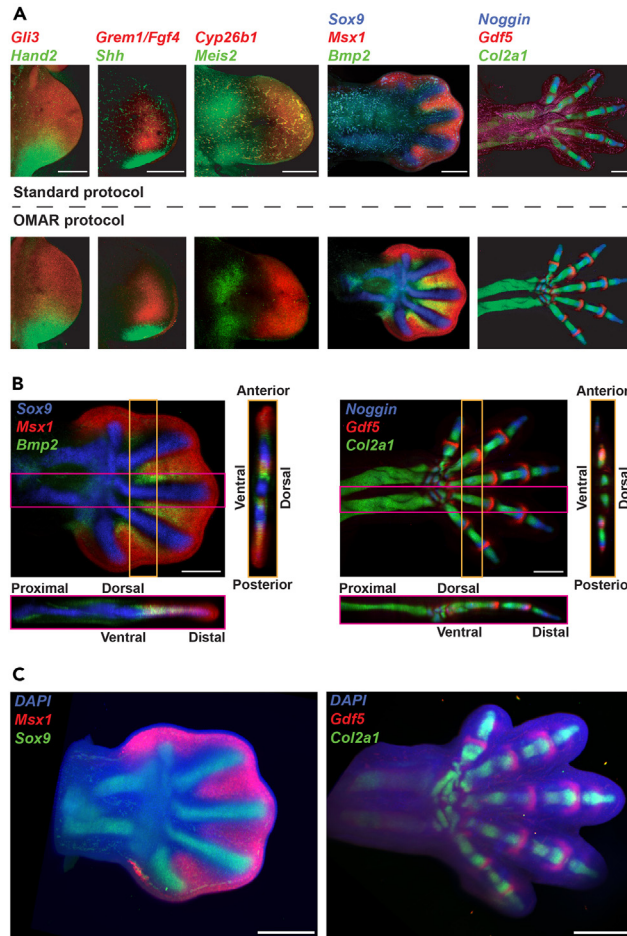 A
Gli3
Hand2
Grem1/Fgf4
Shh
Cyp26b1
Meis2
Sox9
Msx1
Bmp2
Noggin
Gdf5
Col2a1
Standard protocol
OMAR protocol
B
Sox9
Msx1
Bmp2
Anterior
Ventral
Dorsal
Posterior
Proximal
Dorsal
Ventral
Distal
Noggin
Gdf5
Col2a1
Anterior
Ventral
Dorsal
Posterior
Proximal
Dorsal
Ventral
Distal
C
DAPI
Msx1
Sox9
DAPI
Gdf5
Col2a1